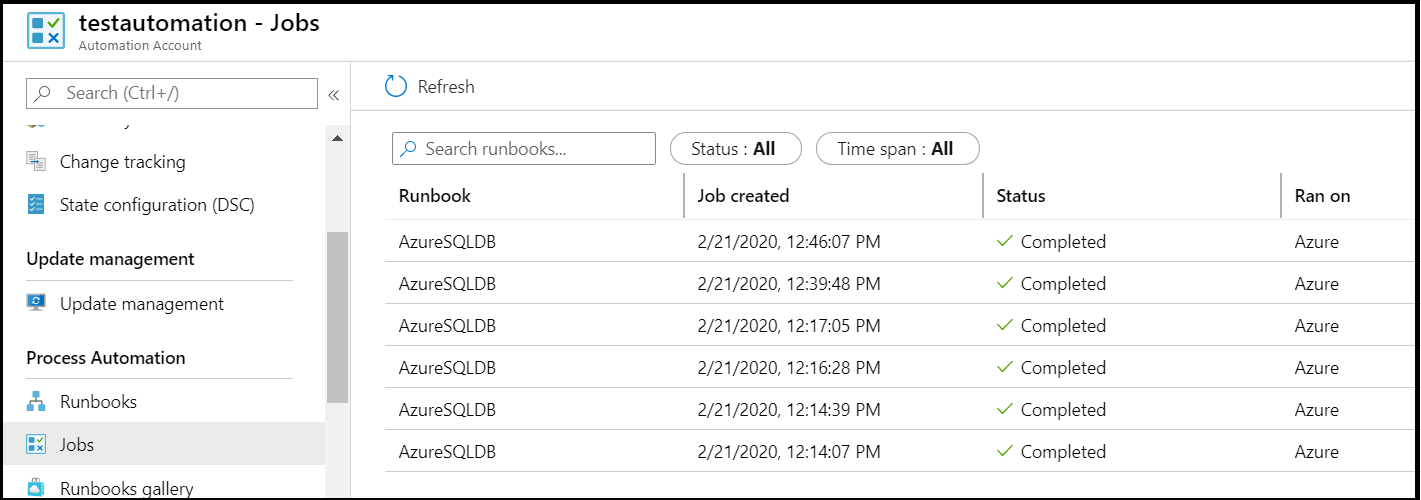 testautomation - Jobs
Automation Account
Search (Ctrl+/)
«
Change tracking
State configuration (DSC)
Update management
Update management
Process Automation
Runbooks
Jobs
Runbooks gallery
Refresh
Search runbooks... Status : All Time span : All
Runbook Job created Status Ran on
AzureSQLDB 2/21/2020, 12:46:07 PM Completed Azure
AzureSQLDB 2/21/2020, 12:39:48 PM Completed Azure
AzureSQLDB 2/21/2020, 12:17:05 PM Completed Azure
AzureSQLDB 2/21/2020, 12:16:28 PM Completed Azure
AzureSQLDB 2/21/2020, 12:14:39 PM Completed Azure
AzureSQLDB 2/21/2020, 12:14:07 PM Completed Azure